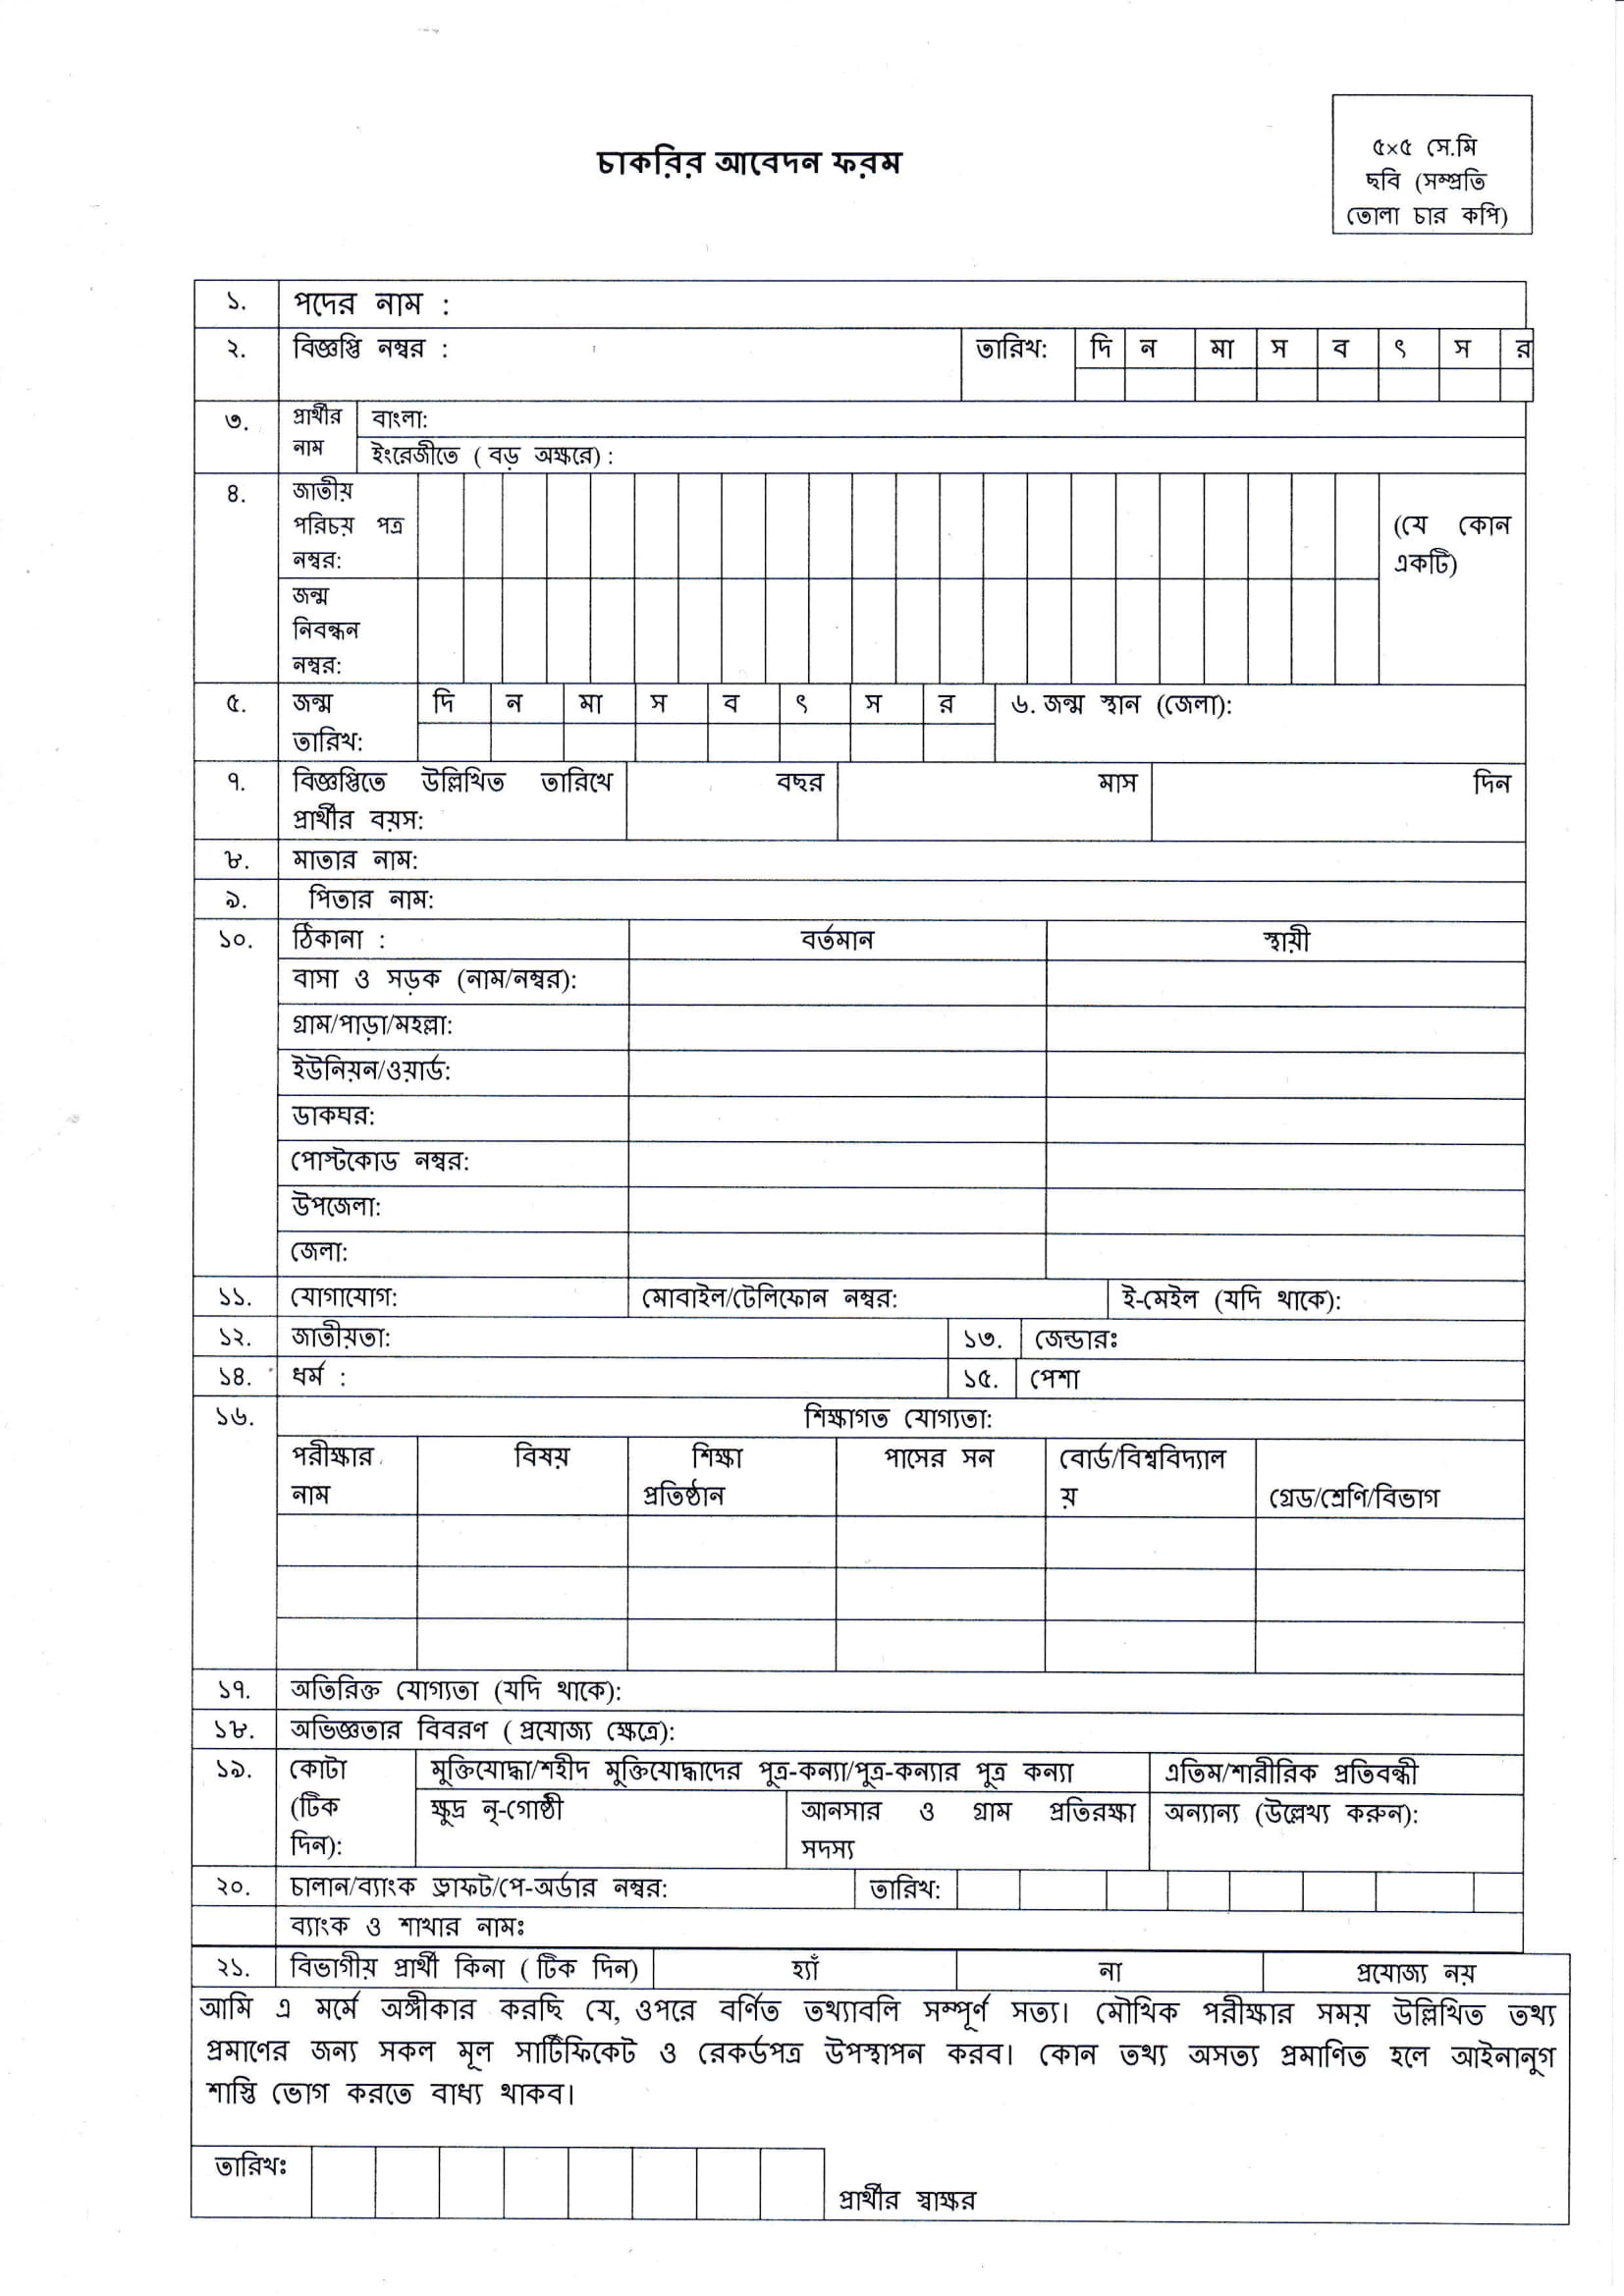 চাকরির আবেদন ফরম
৫×৫ সে.মি
ছবি (সম্প্রতি
তোলা চার কপি)
১. পদের নাম :
২. বিজ্ঞপ্তি নম্বর : তারিখ: দি ন মা স ব ৎ স র
৩. প্রার্থীর নাম বাংলা:
ইংরেজীতে ( বড় অক্ষরে) :
৪. জাতীয়
পরিচয় পত্র
নম্বর:
(যে কোন
একটি)
জন্ম
নিবন্ধন
নম্বর:
৫. জন্ম
তারিখ:
দি ন মা স ব ৎ স র ৬. জন্ম স্থান (জেলা):
৭. বিজ্ঞপ্তিতে উল্লিখিত তারিখে
প্রার্থীর বয়স:
বছর মাস দিন
৮. মাতার নাম:
৯. পিতার নাম:
১০. ঠিকানা : বর্তমান স্থায়ী
বাসা ও সড়ক (নাম/নম্বর):
গ্রাম/পাড়া/মহল্লা:
ইউনিয়ন/ওয়ার্ড:
ডাকঘর:
পোস্টকোড নম্বর:
উপজেলা:
জেলা:
১১. যোগাযোগ: মোবাইল/টেলিফোন নম্বর: ই-মেইল (যদি থাকে):
১২. জাতীয়তা: ১৩. জেন্ডারঃ
১৪. ধর্ম : ১৫. পেশা
১৬. শিক্ষাগত যোগ্যতা:
পরীক্ষার
নাম
বিষয়
শিক্ষা
প্রতিষ্ঠান
পাসের সন
বোর্ড/বিশ্ববিদ্যাল
য়
গ্রেড/শ্রেণি/বিভাগ
১৭. অতিরিক্ত যোগ্যতা (যদি থাকে):
১৮. অভিজ্ঞতার বিবরণ ( প্রযোজ্য ক্ষেত্রে):
১৯. কোটা
(টিক
দিন):
মুক্তিযোদ্ধা/শহীদ মুক্তিযোদ্ধাদের পুত্র-কন্যা/পুত্র-কন্যার পুত্র কন্যা এতিম/শারীরিক প্রতিবন্ধী
ক্ষুদ্র নৃ-গোষ্ঠী
আনসার ও গ্রাম প্রতিরক্ষা
সদস্য
অন্যান্য (উল্লেখ্য করুন):
২০. চালান/ব্যাংক ড্রাফট/পে-অর্ডার নম্বর: তারিখ:
ব্যাংক ও শাখার নামঃ
২১. বিভাগীয় প্রার্থী কিনা ( টিক দিন) হ্যাঁ না প্রযোজ্য নয়
আমি এ মর্মে অঙ্গীকার করছি যে, ওপরে বর্ণিত তথ্যাবলি সম্পূর্ণ সত্য। মৌখিক পরীক্ষার সময় উল্লিখিত তথ্য
প্রমাণের জন্য সকল মূল সার্টিফিকেট ও রেকর্ডপত্র উপস্থাপন করব। কোন তথ্য অসত্য প্রমাণিত হলে আইনানুগ
শাস্তি ভোগ করতে বাধ্য থাকব।
তারিখঃ
প্রার্থীর স্বাক্ষর